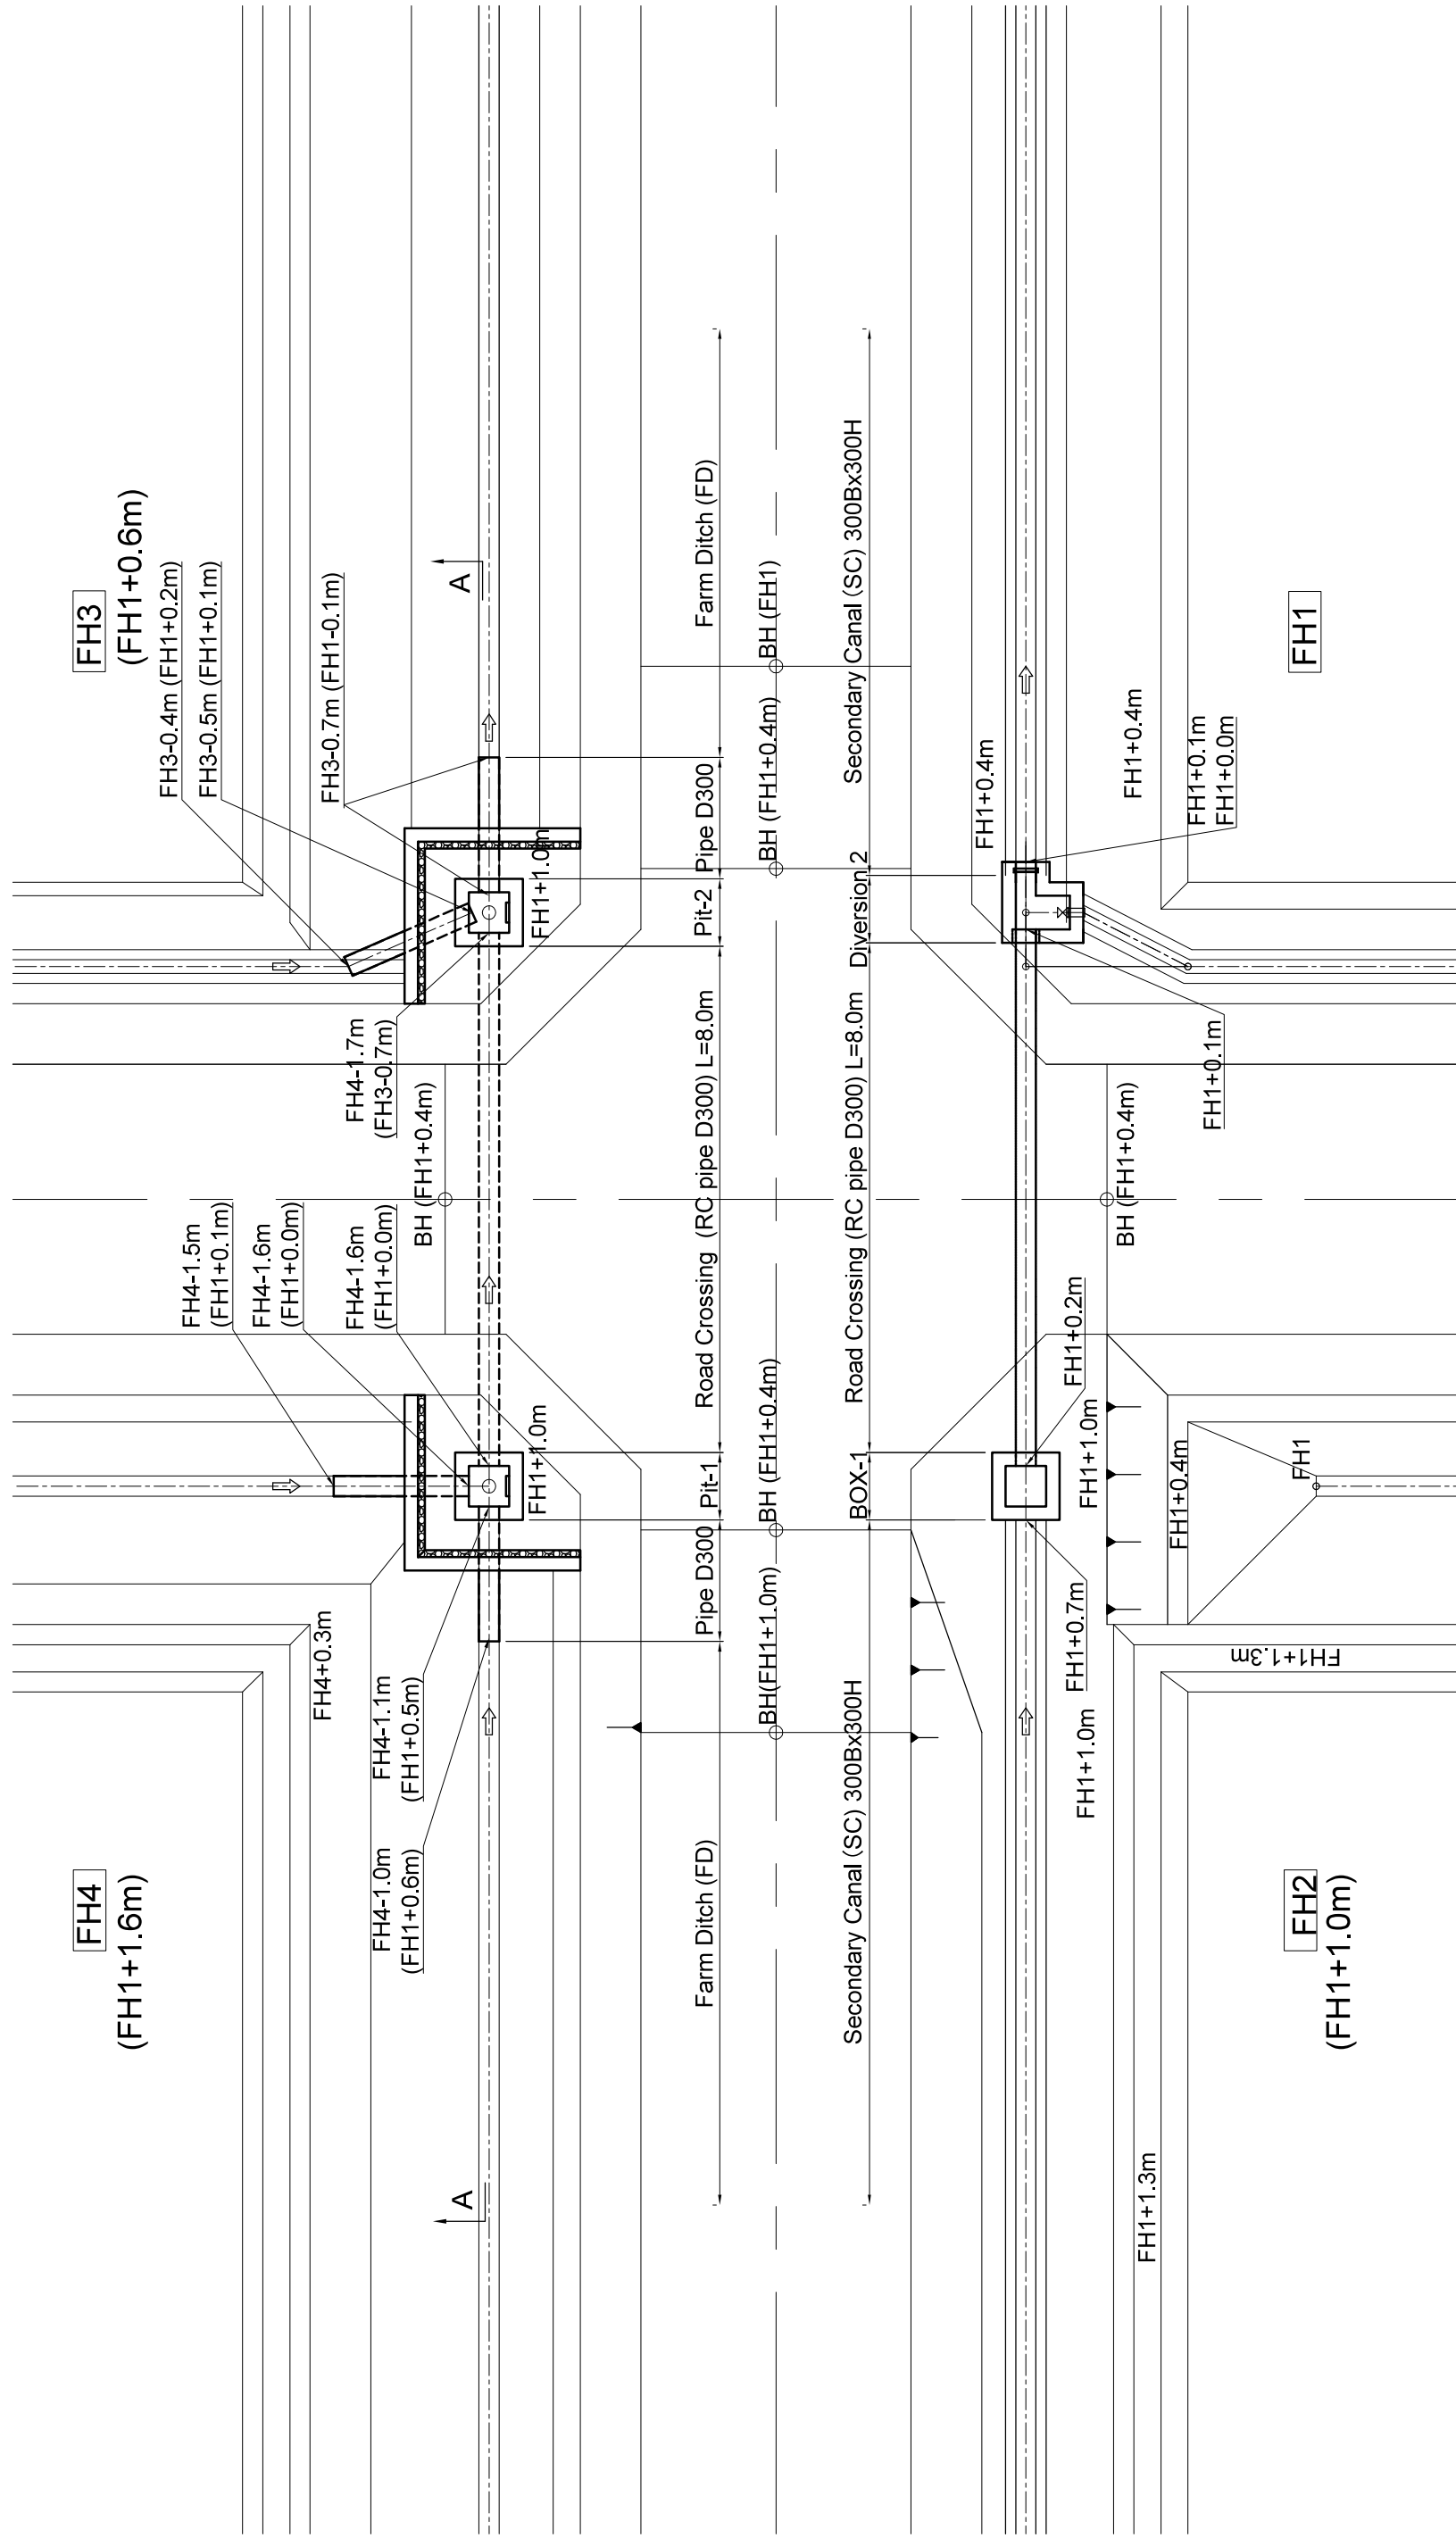 FH4
(FH1+1.6m)
FH3
(FH1+0.6m)
FH3-0.4m (FH1+0.2m)
FH3-0.5m (FH1+0.1m)
FH3-0.7m (FH1-0.1m)
FH4-1.5m
(FH1+0.1m)
FH4-1.6m
(FH1+0.0m)
FH4-1.6m
(FH1+0.0m)
FH4-1.7m
(FH3-0.7m)
BH (FH1+0.4m)
FH4+0.3m
FH4-1.1m
(FH1+0.5m)
FH4-1.0m
(FH1+0.6m)
A
A
FH1+1.0m
FH1+1.0m
Farm Ditch (FD)
Pipe D300
Pit-1
Road Crossing (RC pipe D300) L=8.0m
Pit-2
Pipe D300
Farm Ditch (FD)
BH(FH1+1.0m)
BH (FH1+0.4m)
BH (FH1+0.4m)
BH (FH1)
Secondary Canal (SC) 300Bx300H
BOX-1
Road Crossing (RC pipe D300) L=8.0m
Diversion 2
Secondary Canal (SC) 300Bx300H
FH1+0.4m
FH1+0.2m
FH1+0.7m
FH1+1.0m
FH1+1.0m
BH (FH1+0.4m)
FH1+0.4m
FH1+0.1m
FH1+0.0m
FH1+0.1m
FH1+1.3m
FH1+0.4m
FH1+1.3m
FH1
FH2
(FH1+1.0m)
FH1